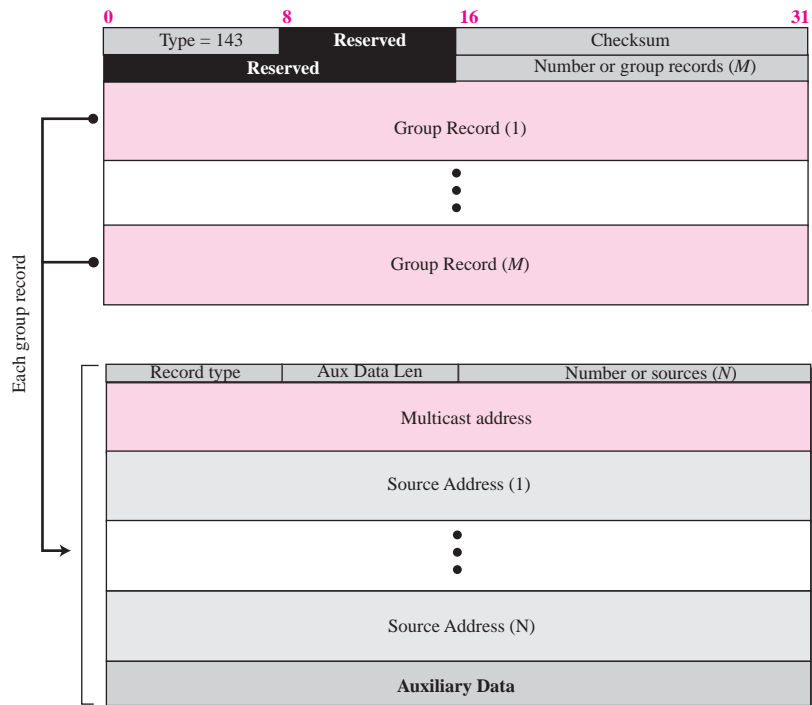 0 8 16 31
Type = 143 Reserved Checksum
Reserved Number or group records (M)
Group Record (1)
Group Record (M)
Each group record
Record type Aux Data Len Number or sources (N)
Multicast address
Source Address (1)
Source Address (N)
Auxiliary Data